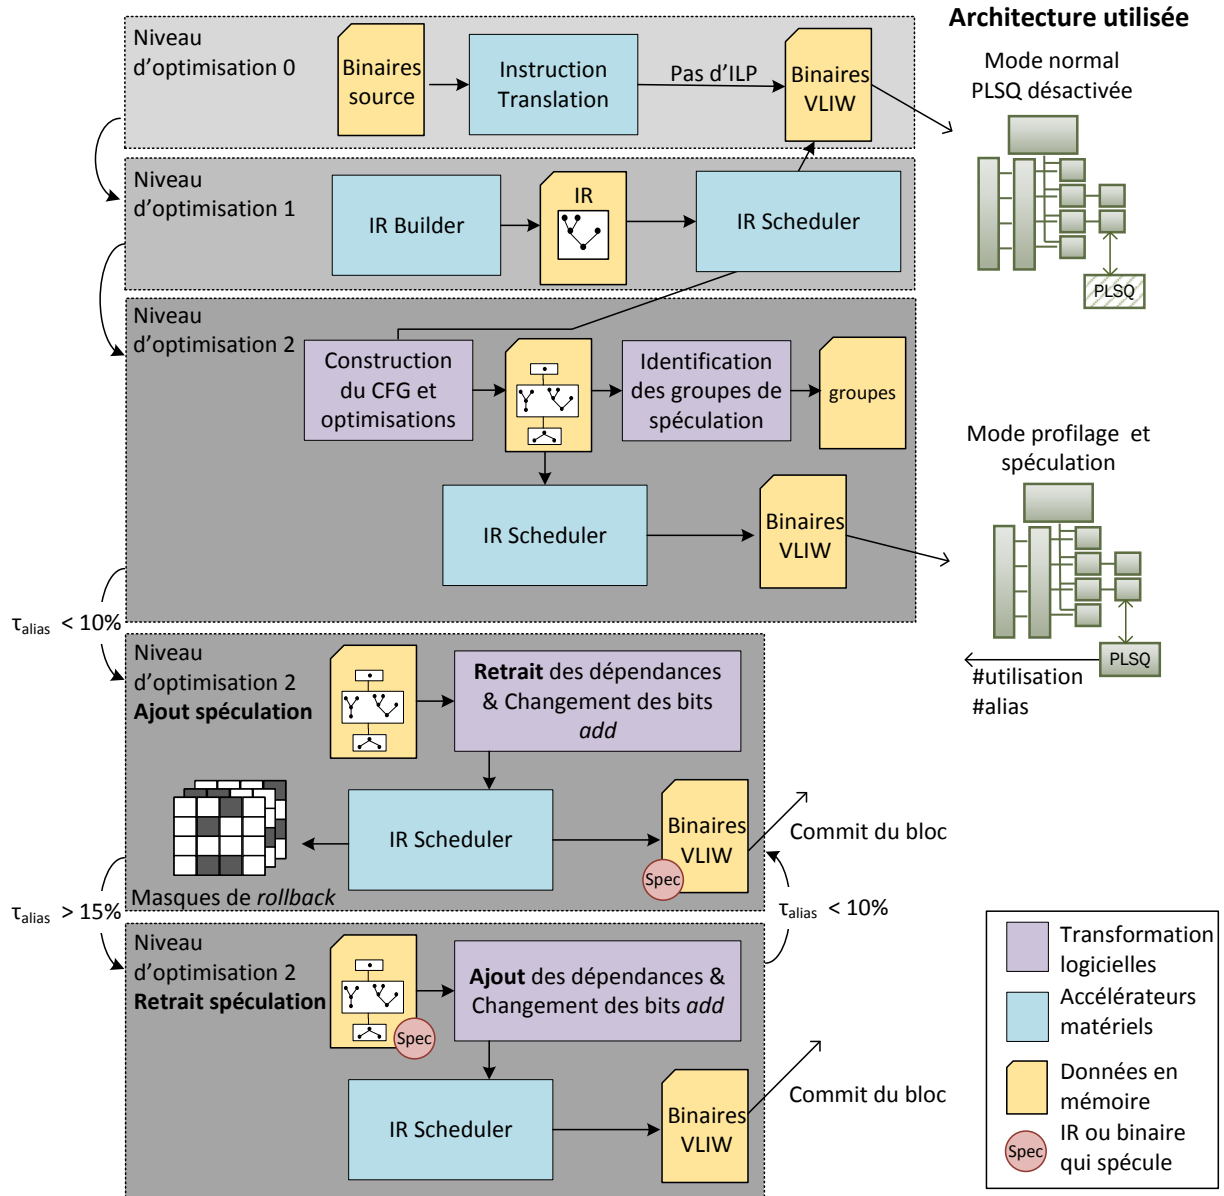 Architecture utilisée
Niveau
d'optimisation 0
Binaires
source
Instruction
Translation
Pas d'ILP
Binaires
VLIW
Mode normal
PLSQ désactivée
Niveau
d'optimisation 1
IR Builder
IR
IR Scheduler
PLSQ
Niveau
d'optimisation 2
Construction
du CFG et
optimisations
Identification
des groupes de
spéculation
groupes
IR Scheduler
Binaires
VLIW
Mode profilage et
spéculation
PLSQ
#utilisation
#alias
τalias < 10%
Niveau
d'optimisation 2
Ajout spéculation
Retrait des dépendances
& Changement des bits
add
IR Scheduler
Binaires
VLIW
Spec
Commit du bloc
Masques de rollback
τalias > 15%
τalias < 10%
Niveau
d'optimisation 2
Retrait spéculation
Spec
Ajout des dépendances &
Changement des bits add
IR Scheduler
Binaires
VLIW
Commit du bloc
Transformation
logicielles
Accélérateurs
matériels
Données en
mémoire
Spec
IR ou binaire
qui spécule